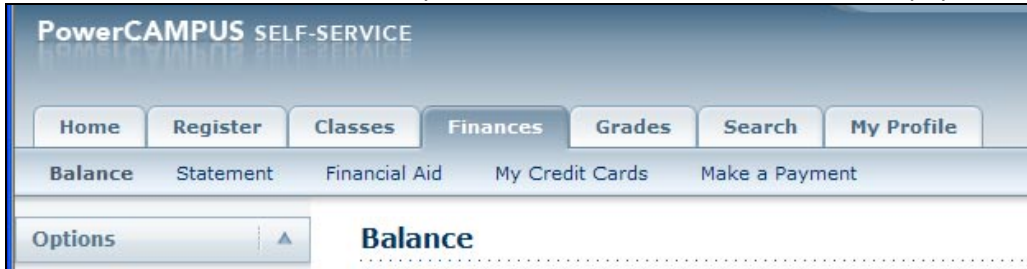 PowerCAMPUS SELF-SERVICE
Home Register Classes Finances Grades Search My Profile
Balance Statement Financial Aid My Credit Cards Make a Payment
Options
Balance